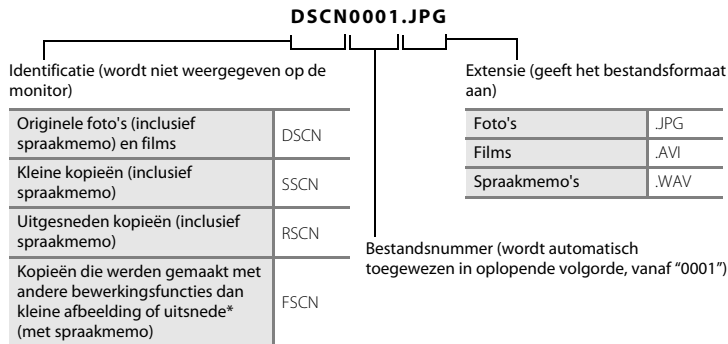 DSCN0001.JPG
Identificatie (wordt niet weergegeven op de
monitor)
Originele foto's (inclusief
spraakmemo) en films
DSCN
Kleine kopieën (inclusief
spraakmemo)
SSCN
Uitgesneden kopieën (inclusief
spraakmemo)
RSCN
Kopieën die werden gemaakt met
andere bewerkingsfuncties dan
kleine afbeelding of uitsnede*
(met spraakmemo)
FSCN
Extensie (geeft het bestandsformaat
aan)
Foto's .JPG
Films .AVI
Spraakmemo's .WAV
Bestandsnummer (wordt automatisch
toegewezen in oplopende volgorde, vanaf “0001”)